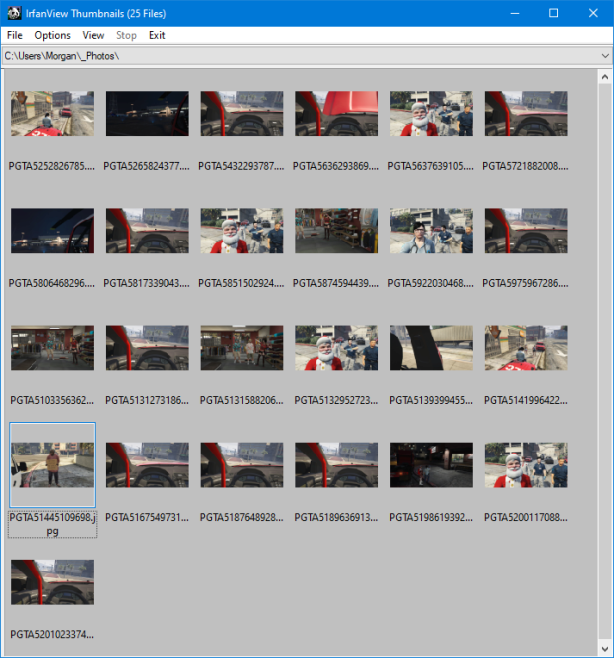 IrfanView Thumbnails (25 Files)
File Options View Stop Exit
C:\Users\Morgan\_Photos\
PGTA5252826785.... PGTA5265824377.... PGTA5432293787.... PGTA5636293869.... PGTA5637639105.... PGTA5721882008....
PGTA5806468296.... PGTA5817339043.... PGTA5851502924.... PGTA5874594439.... PGTA5922030468.... PGTA5975967286....
PGTA5103356362... PGTA5131273186... PGTA5131588206... PGTA5132952723... PGTA5139399455... PGTA5141996422...
PGTA51445109698.j
pg
PGTA5167549731... PGTA5187648928... PGTA5189636913... PGTA5198619392... PGTA5200117088...
PGTA5201023374...